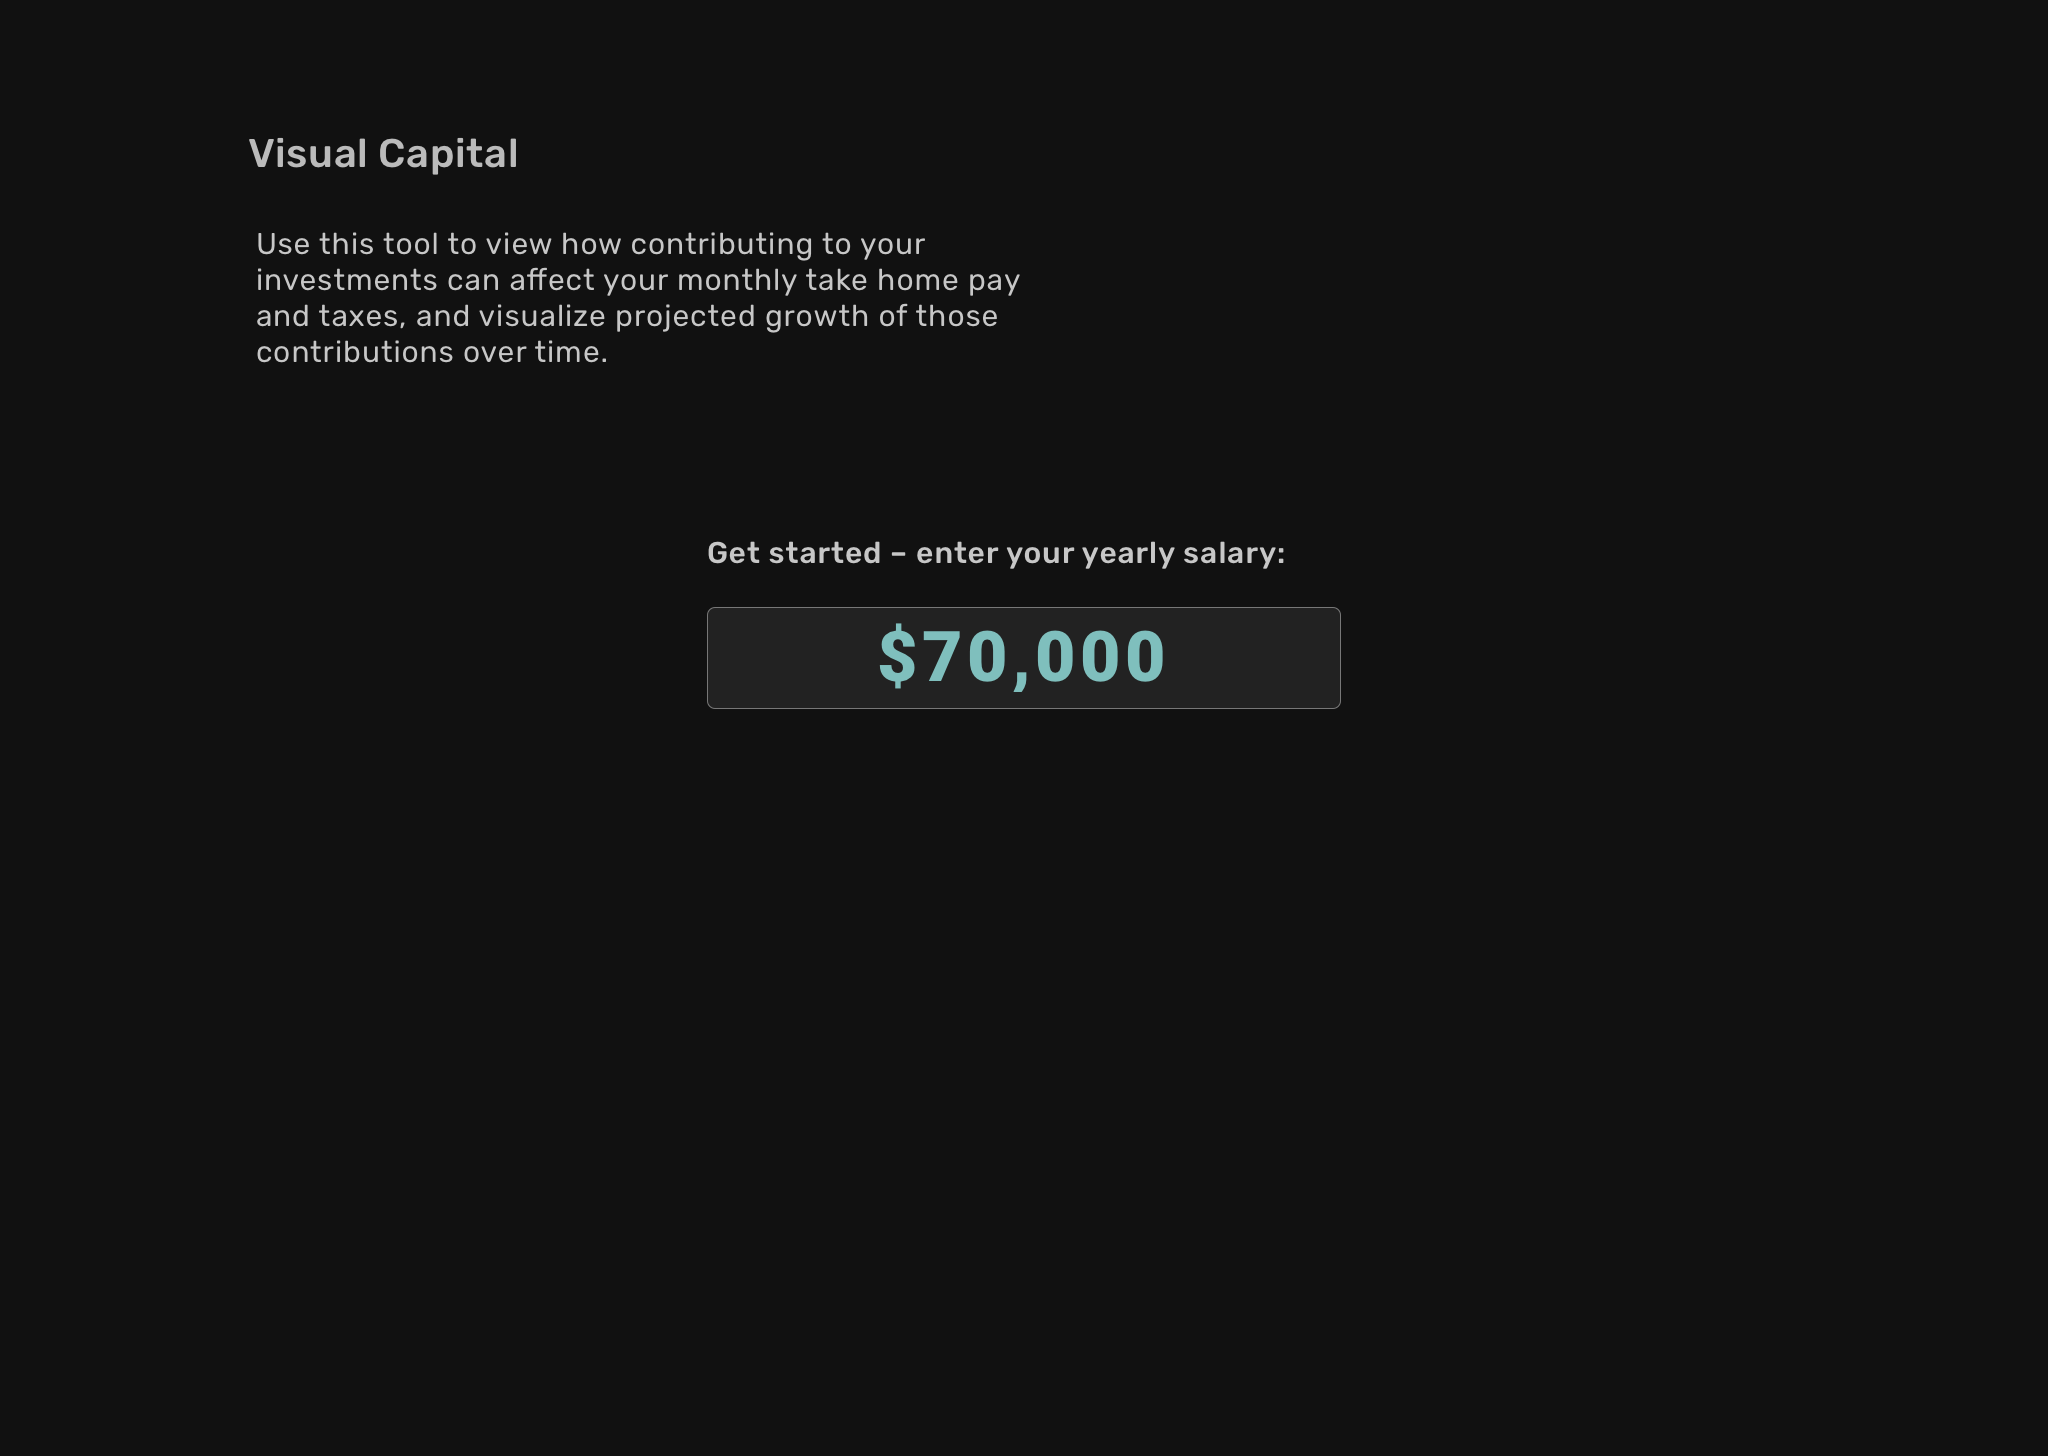 Visual Capital
Use this tool to view how contributing to your
investments can affect your monthly take home pay
and taxes, and visualize projected growth of those
contributions over time.
Get started – enter your yearly salary:
$70,000